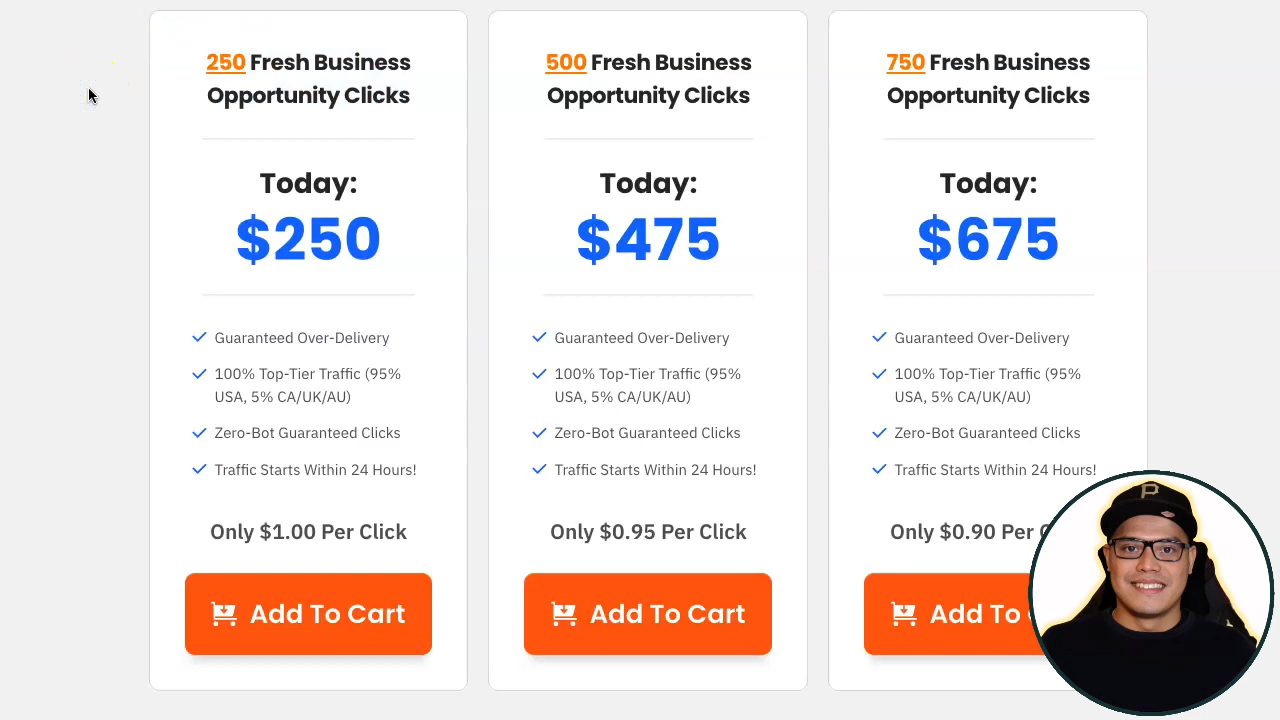 250 Fresh Business
Opportunity Clicks
Today:
$250
Guaranteed Over-Delivery
100% Top-Tier Traffic (95%
USA, 5% CA/UK/AU)
Zero-Bot Guaranteed Clicks
Traffic Starts Within 24 Hours!
Only $1.00 Per Click
Add To Cart
500 Fresh Business
Opportunity Clicks
Today:
$475
Guaranteed Over-Delivery
100% Top-Tier Traffic (95%
USA, 5% CA/UK/AU)
Zero-Bot Guaranteed Clicks
Traffic Starts Within 24 Hours!
Only $0.95 Per Click
Add To Cart
750 Fresh Business
Opportunity Clicks
Today:
$675
Guaranteed Over-Delivery
100% Top-Tier Traffic (95%
USA, 5% CA/UK/AU)
Zero-Bot Guaranteed Clicks
Traffic Starts Within 24 Hours!
Only $0.90 Per
Add To
P